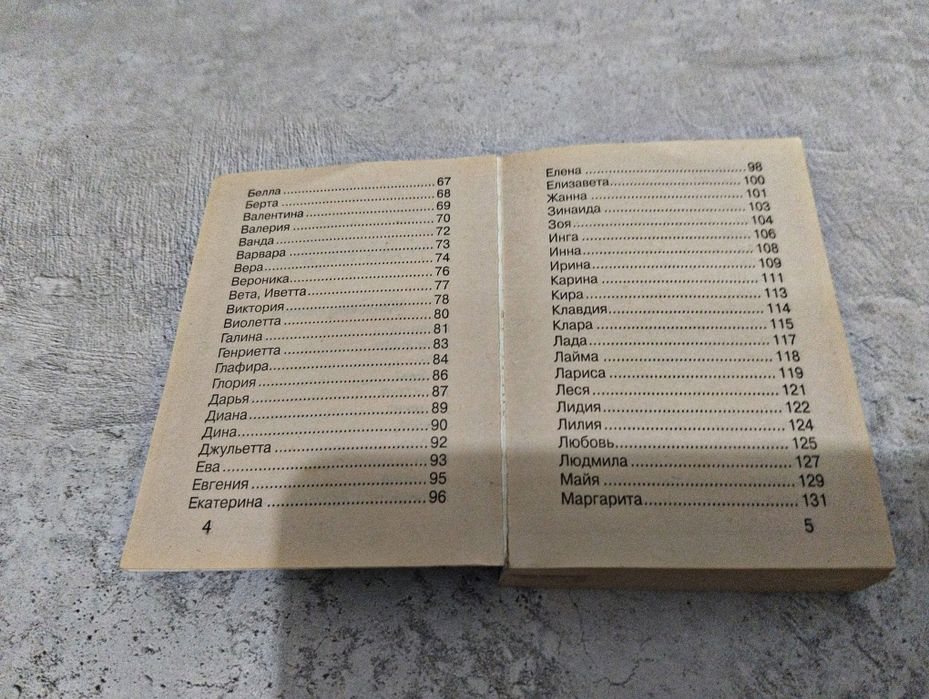 Белла ..... 67
Берта ..... 68
Валентина ..... 69
Валерия ..... 70
Ванда ..... 72
Варвара ..... 73
Вера ..... 74
Вероника ..... 76
Вета, Иветта ..... 77
Виктория ..... 78
Виолетта ..... 80
Галина ..... 81
Генриетта ..... 83
Глафира ..... 84
Глория ..... 86
Дарья ..... 87
Диана ..... 89
Дина ..... 90
Джульетта ..... 92
Ева ..... 93
Евгения ..... 95
Екатерина ..... 96
4
Елена ..... 98
Елизавета ..... 100
Жанна ..... 101
Зинаида ..... 103
Зоя ..... 104
Инга ..... 106
Инна ..... 108
Ирина ..... 109
Карина ..... 111
Кира ..... 113
Клавдия ..... 114
Клара ..... 115
Лада ..... 117
Лайма ..... 118
Лариса ..... 119
Леся ..... 121
Лидия ..... 122
Лилия ..... 124
Любовь ..... 125
Людмила ..... 127
Майя ..... 129
Маргарита ..... 131
5